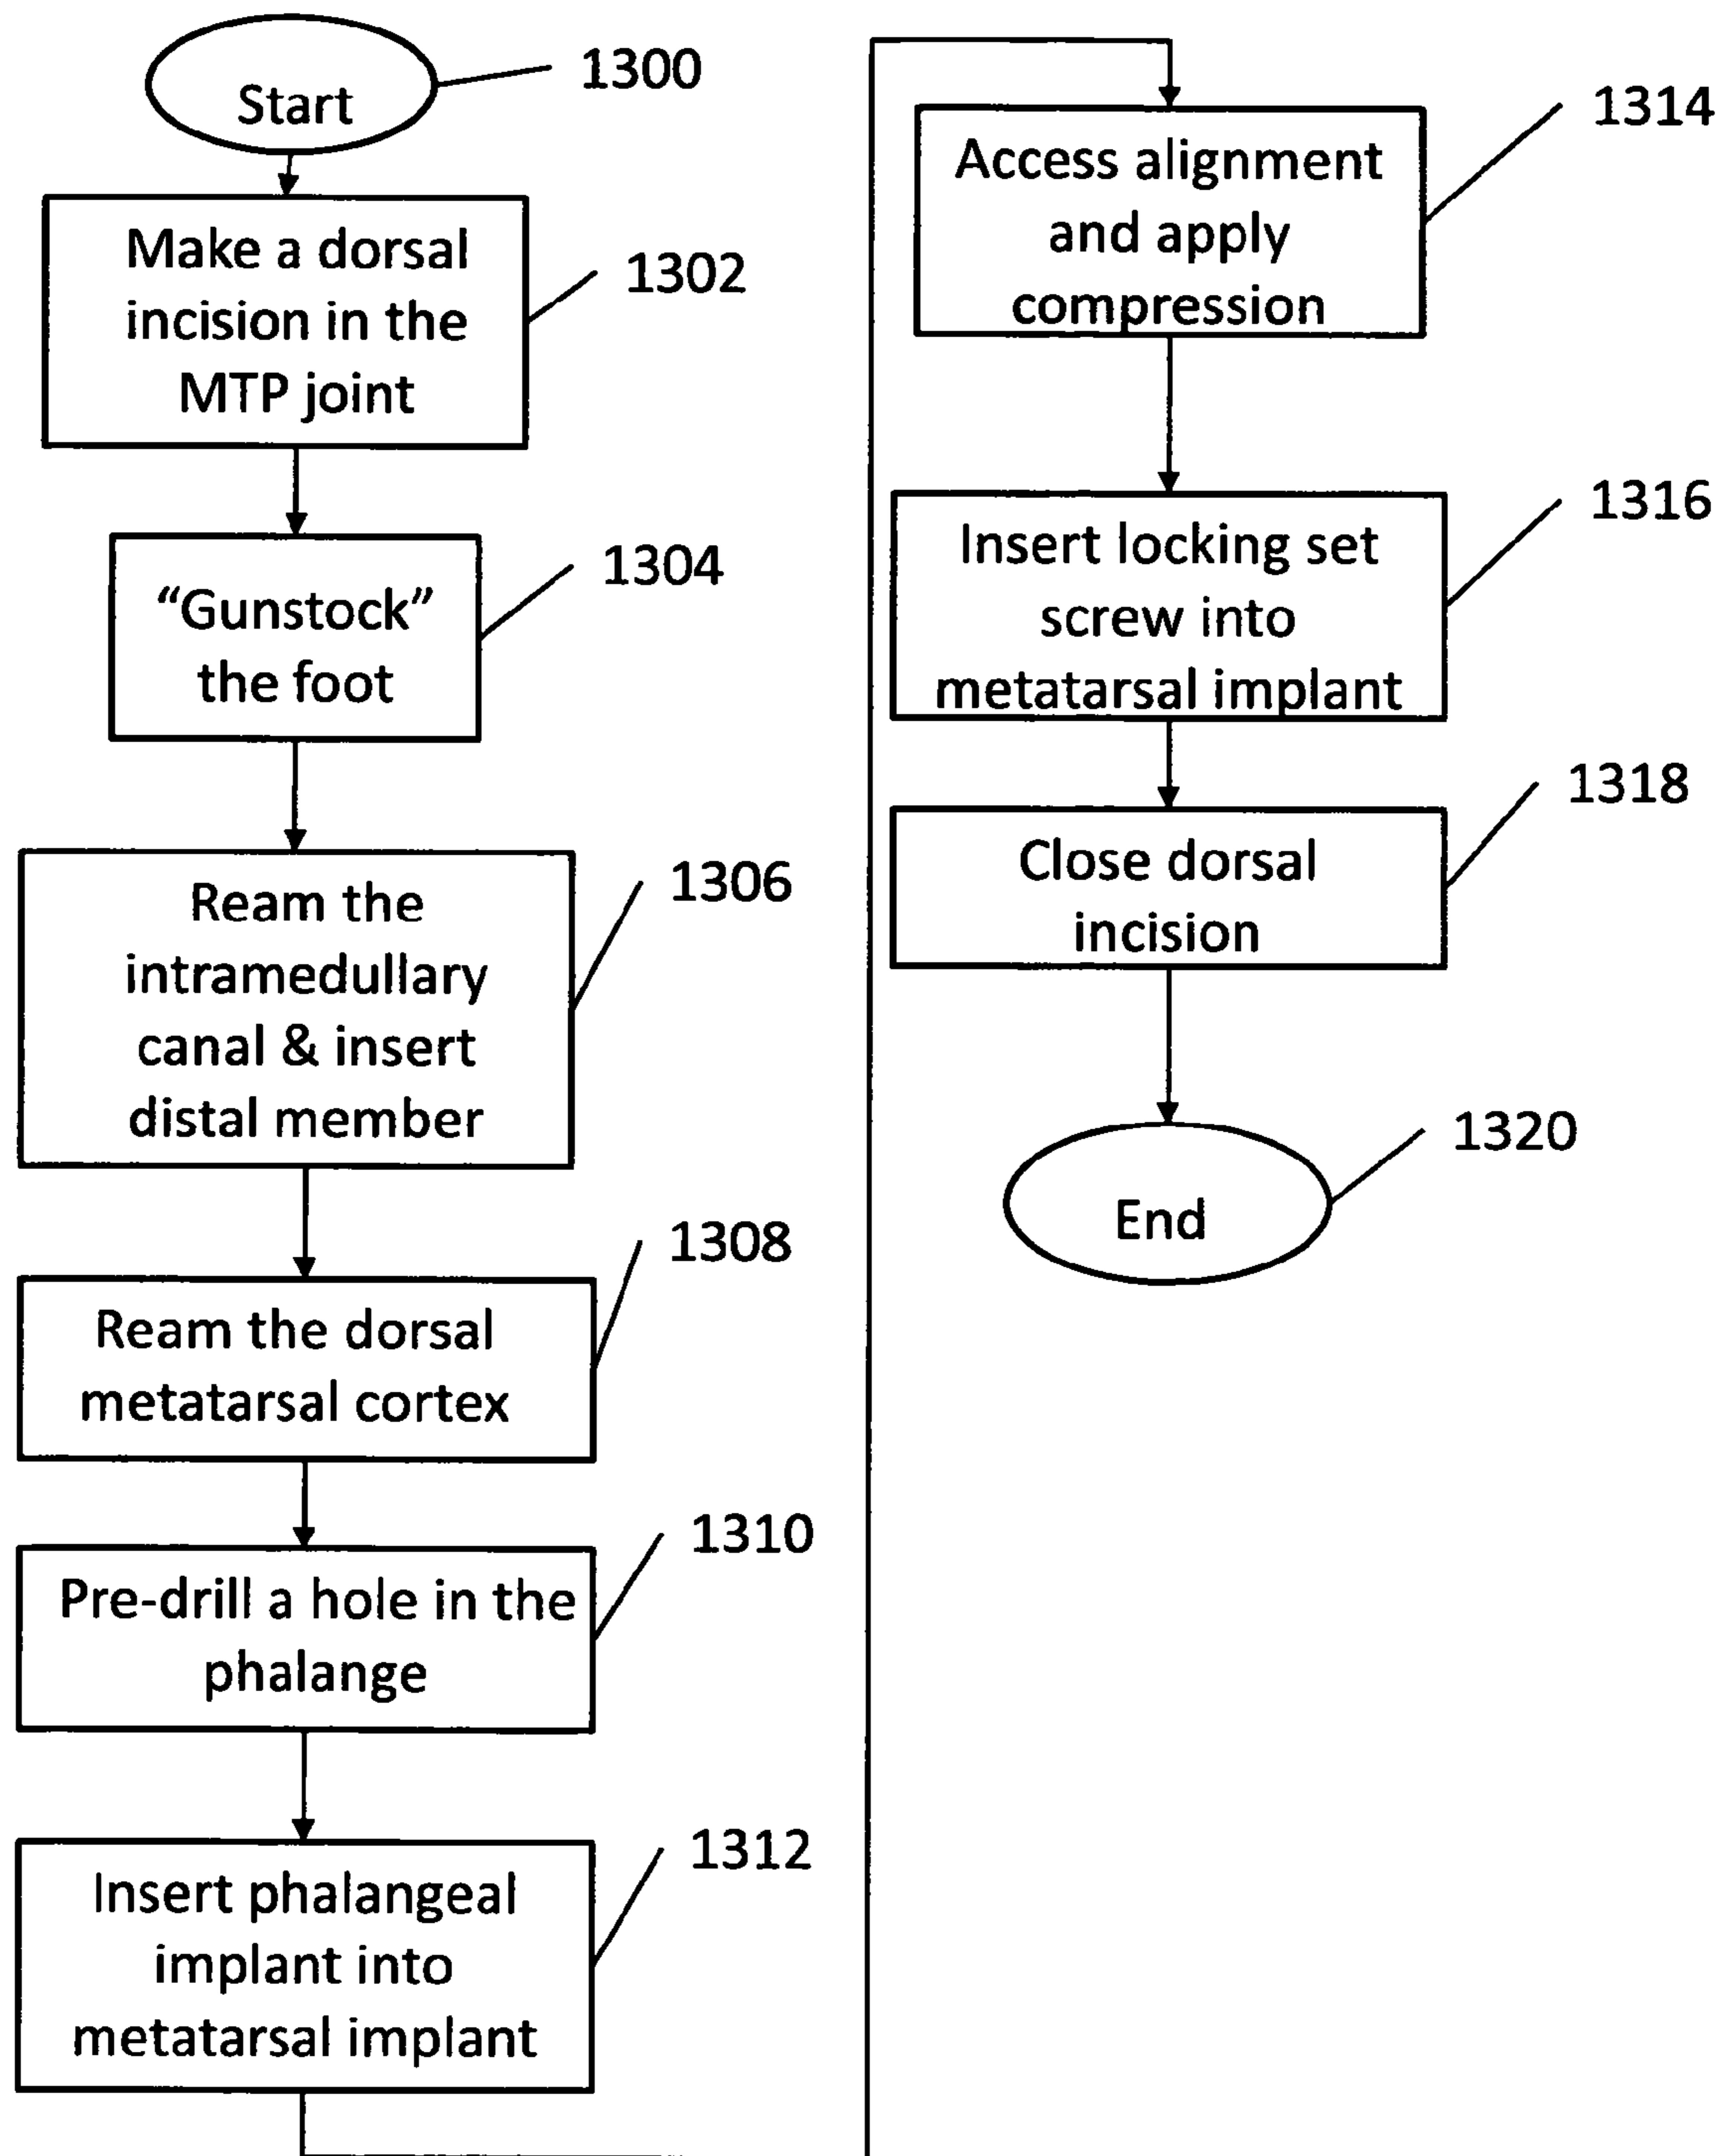 Start
1300
Make a dorsal
incision in the
MTP joint
1302
“Gunstock”
the foot
1304
Ream the
intramedullary
canal & insert
distal member
1306
Ream the dorsal
metatarsal cortex
1308
Pre-drill a hole in the
phalange
1310
Insert phalangeal
implant into
metatarsal implant
1312
Access alignment
and apply
compression
1314
Insert locking set
screw into
metatarsal implant
1316
Close dorsal
incision
1318
End
1320